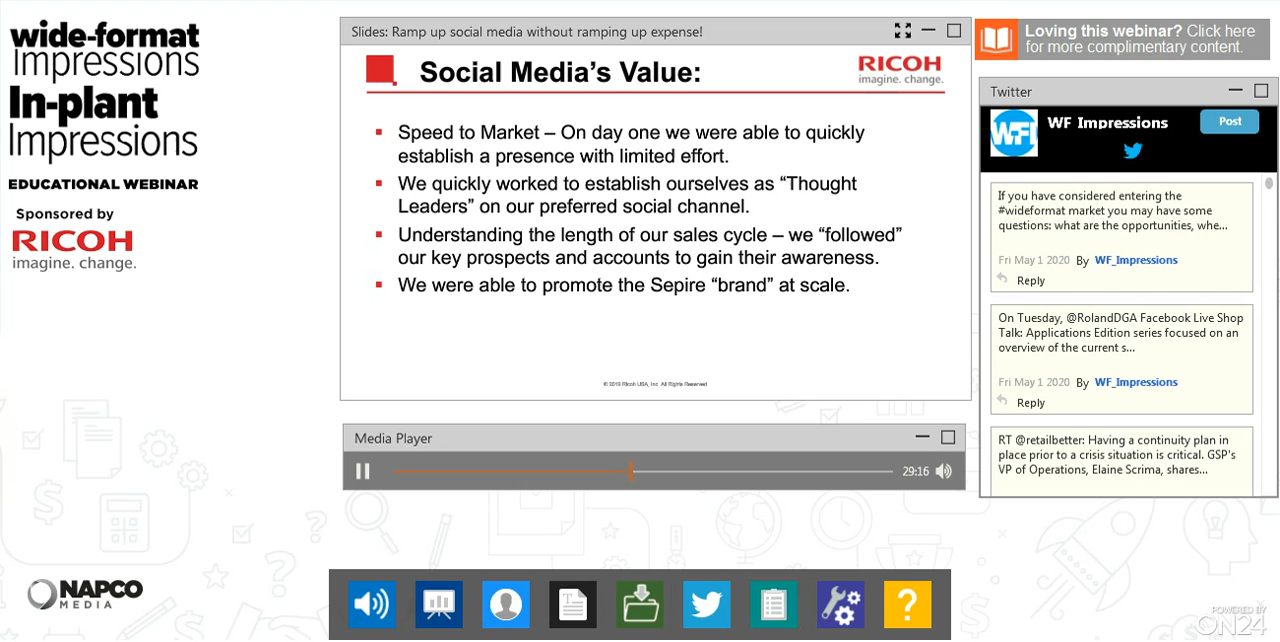 wide-format
Impressions
In-plant
Impressions
EDUCATIONAL WEBINAR
Sponsored by
RICOH
imagine. change.
Slides: Ramp up social media without ramping up expense!
Social Media's Value:
RICOH
imagine. change.
▪ Speed to Market – On day one we were able to quickly
establish a presence with limited effort.
▪ We quickly worked to establish ourselves as “Thought
Leaders” on our preferred social channel.
▪ Understanding the length of our sales cycle – we “followed”
our key prospects and accounts to gain their awareness.
▪ We were able to promote the Sepire “brand” at scale.
© 2019 Ricoh USA, Inc. All Rights Reserved
Media Player
29:16
Loving this webinar? Click here
for more complimentary content.
Twitter
WFI
WF Impressions
Post
If you have considered entering the
#wideformat market you may have some
questions: what are the opportunities, whe...
Fri May 1 2020 By WF_Impressions
Reply
On Tuesday, @RolandDGA Facebook Live Shop
Talk: Applications Edition series focused on an
overview of the current s...
Fri May 1 2020 By WF_Impressions
Reply
RT @retailbetter: Having a continuity plan in
place prior to a crisis situation is critical. GSP's
VP of Operations, Elaine Scrima, shares...
NAPCO
MEDIA
?
POWERED BY
ON24